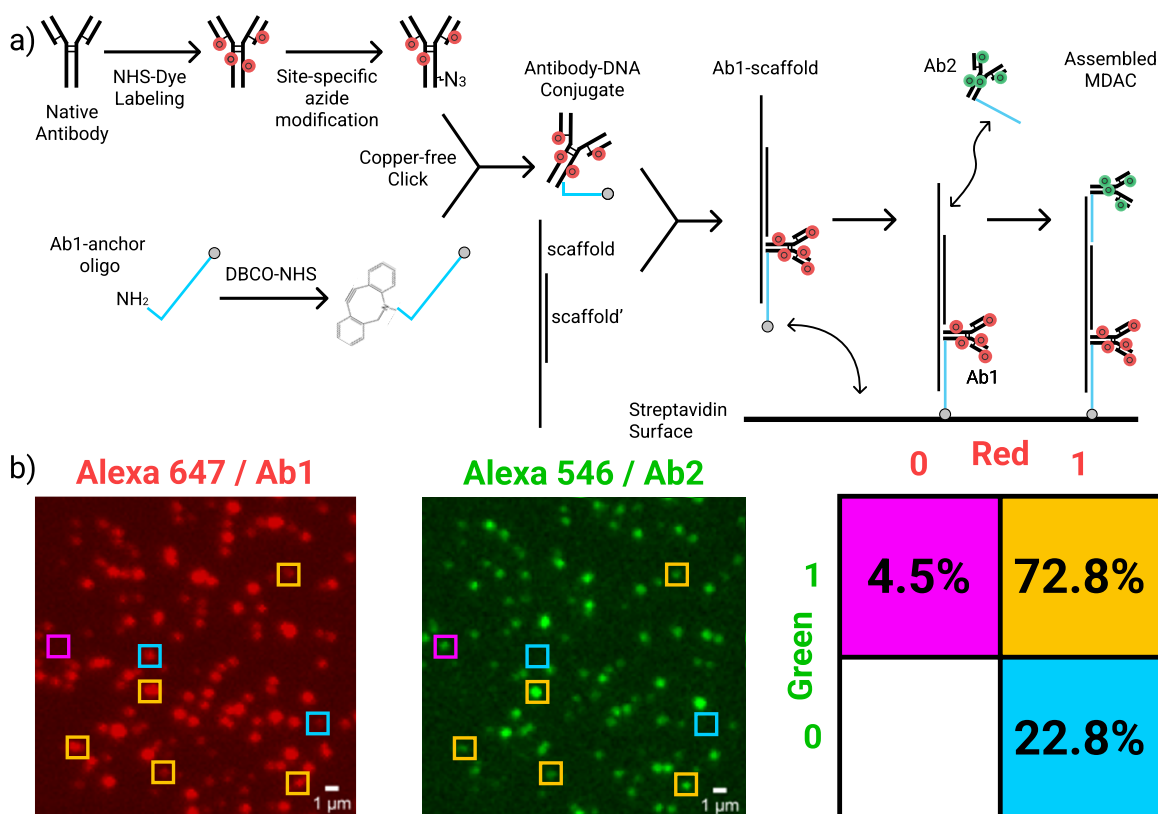 a)
Native
Antibody
NHS-Dye
Labeling
Site-specific
azide
modification
N3
Antibody-DNA
Conjugate
Copper-free
Click
Ab1-anchor
oligo
NH2
DBCO-NHS
N
scaffold
scaffold'
Ab1-scaffold
Ab2
Assembled
MDAC
Ab1
Streptavidin
Surface
b)
Alexa 647 / Ab1
1 μm
Alexa 546 / Ab2
1 μm
0 Red 1
Green
1
0
4.5%
72.8%
22.8%